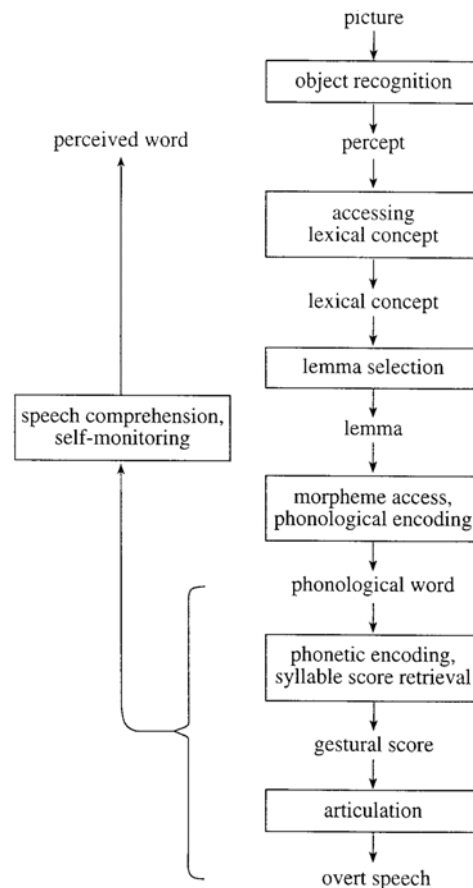 picture
object recognition
percept
perceived word
accessing
lexical concept
lexical concept
lemma selection
lemma
speech comprehension,
self-monitoring
morpheme access,
phonological encoding
phonological word
phonetic encoding,
syllable score retrieval
gestural score
articulation
overt speech